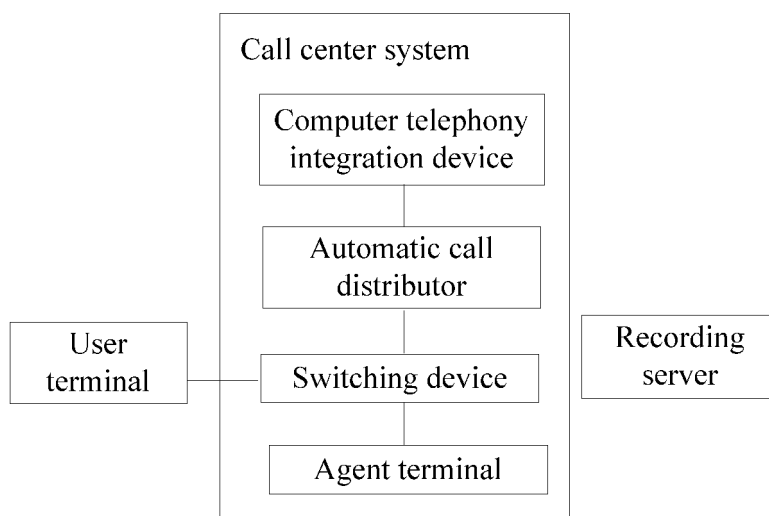 Call center system
Computer telephony
integration device
Automatic call
distributor
User
terminal
Switching device
Recording
server
Agent terminal